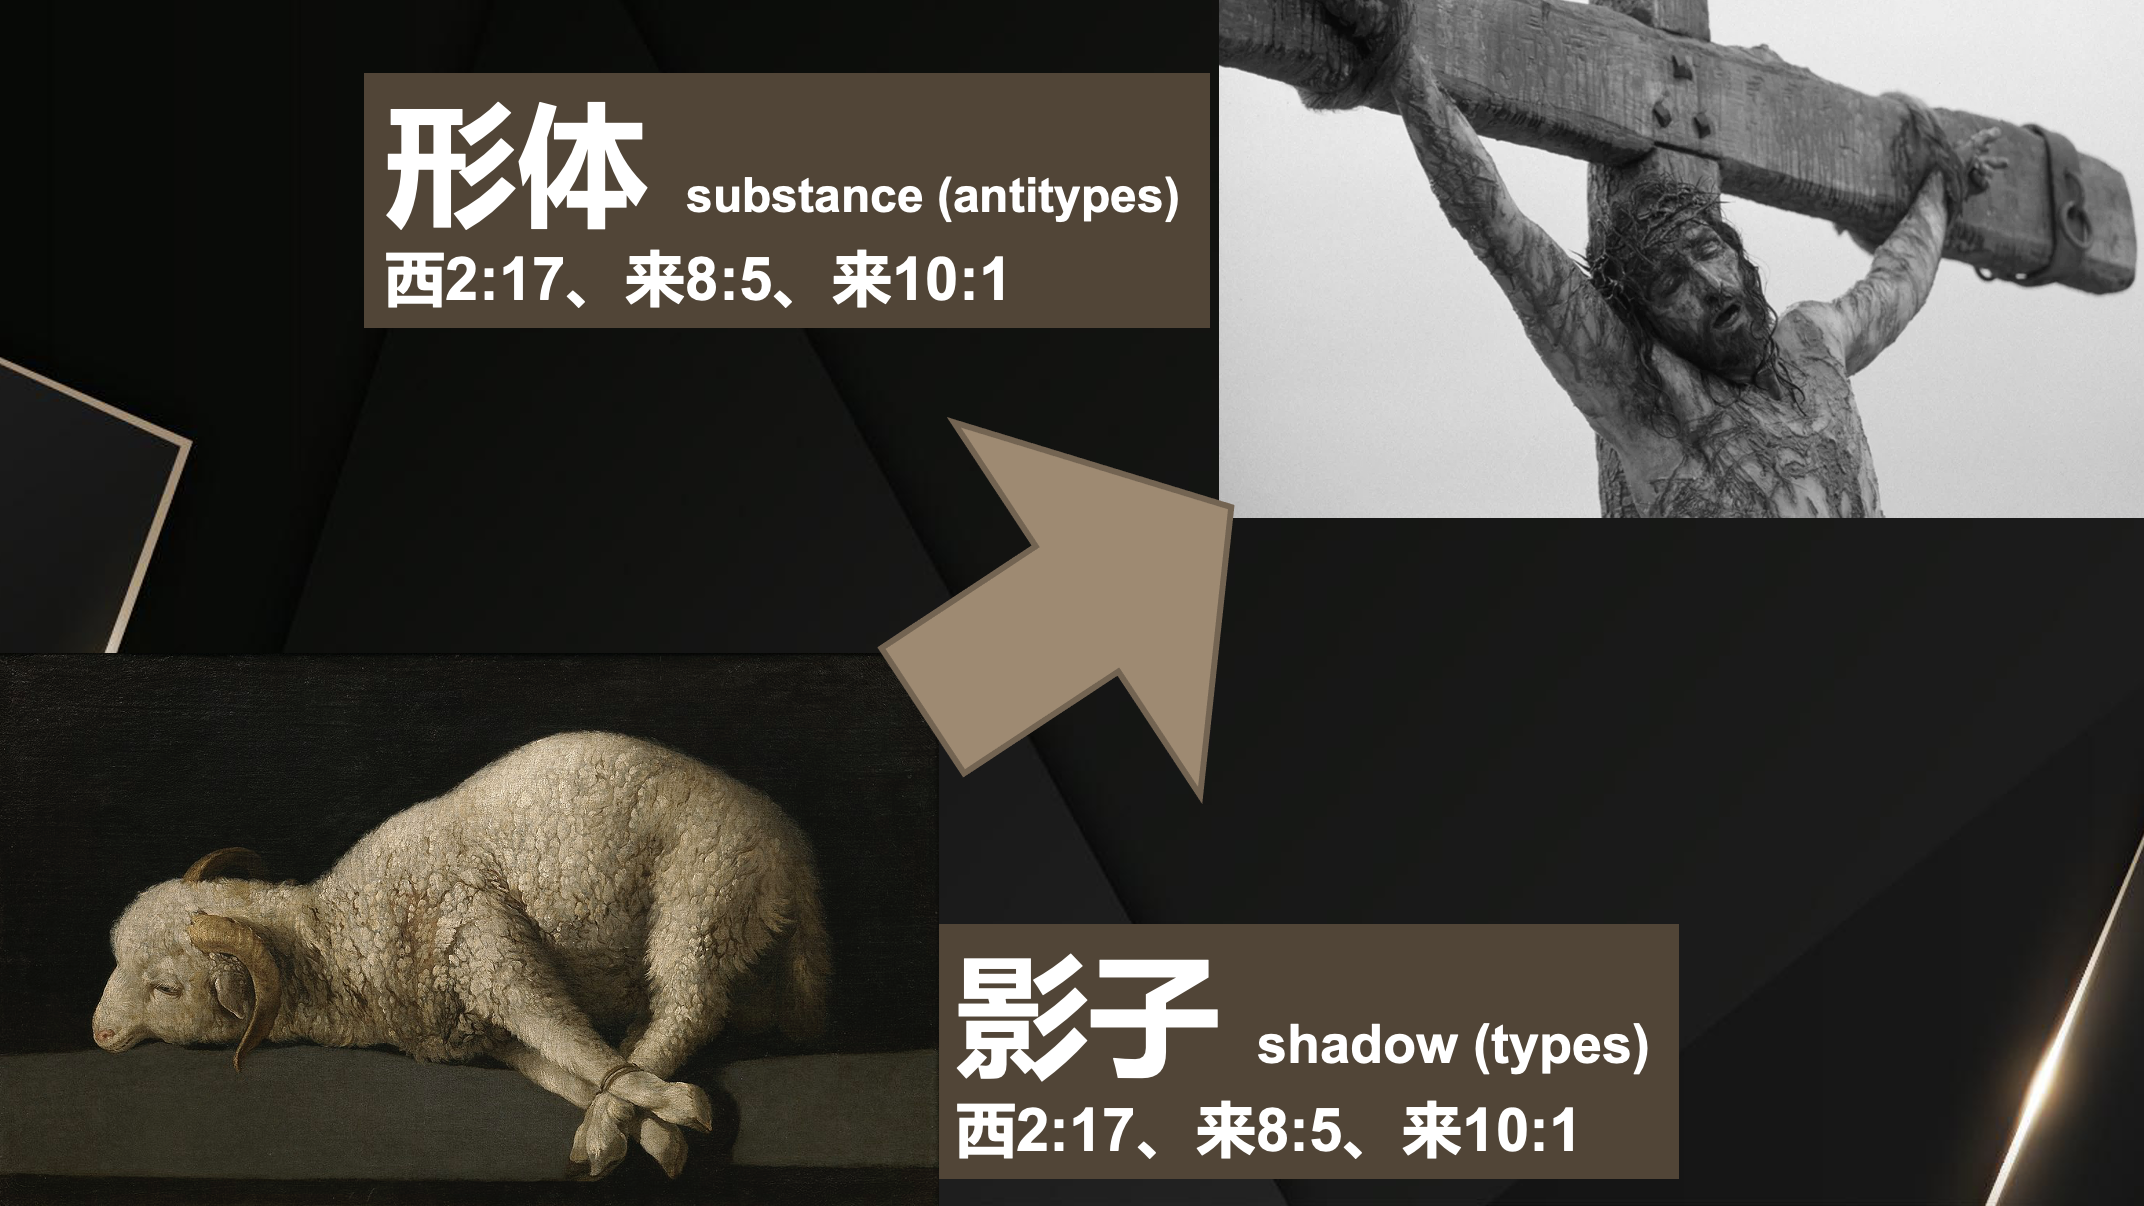 形体 substance (antitypes)
西2:17、来8:5、来10:1
影子 shadow (types)
西2:17、来8:5、来10:1